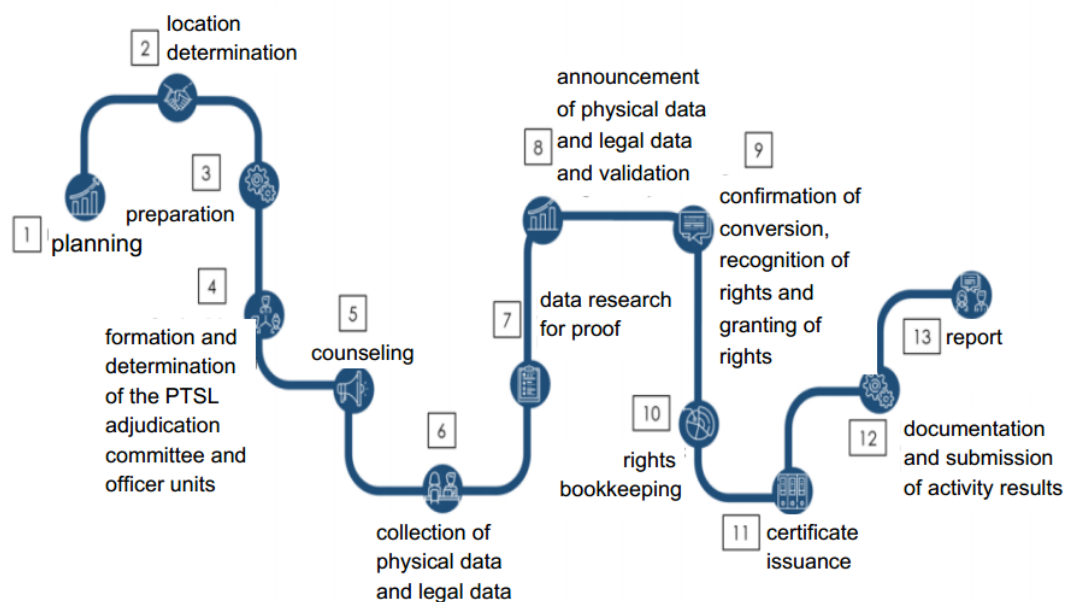 1
planning
2
location
determination
3
preparation
4
formation and
determination
of the PTSL
adjudication
committee and
officer units
5
counseling
6
collection of
physical data
and legal data
7
data research
for proof
8
announcement
of physical data
and legal data
and validation
9
confirmation of
conversion,
recognition of
rights and
granting of
rights
10
rights
bookkeeping
11
certificate
issuance
12
documentation
and submission
of activity results
13
report